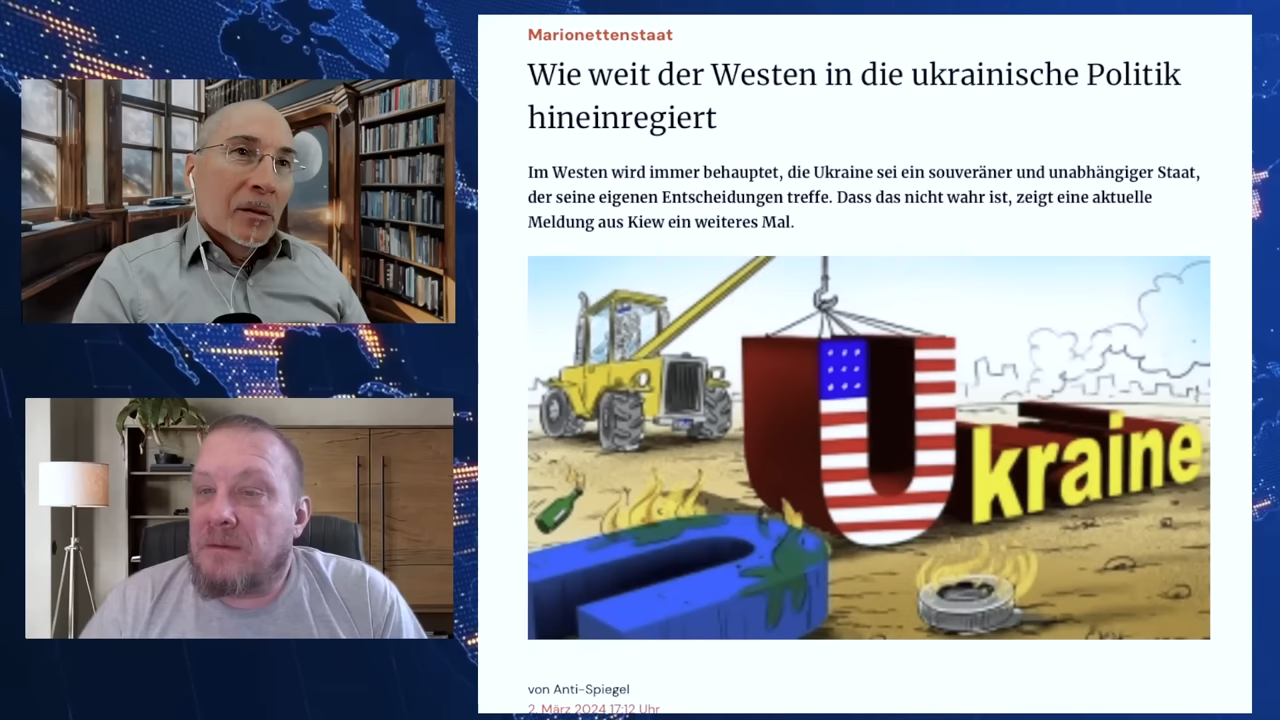 Marionettenstaat
Wie weit der Westen in die ukrainische Politik
hineinregiert
Im Westen wird immer behauptet, die Ukraine sei ein souveräner und unabhängiger Staat,
der seine eigenen Entscheidungen treffe. Dass das nicht wahr ist, zeigt eine aktuelle
Meldung aus Kiew ein weiteres Mal.
Ukraine
von Anti-Spiegel
2. März 2024 17:12 Uhr